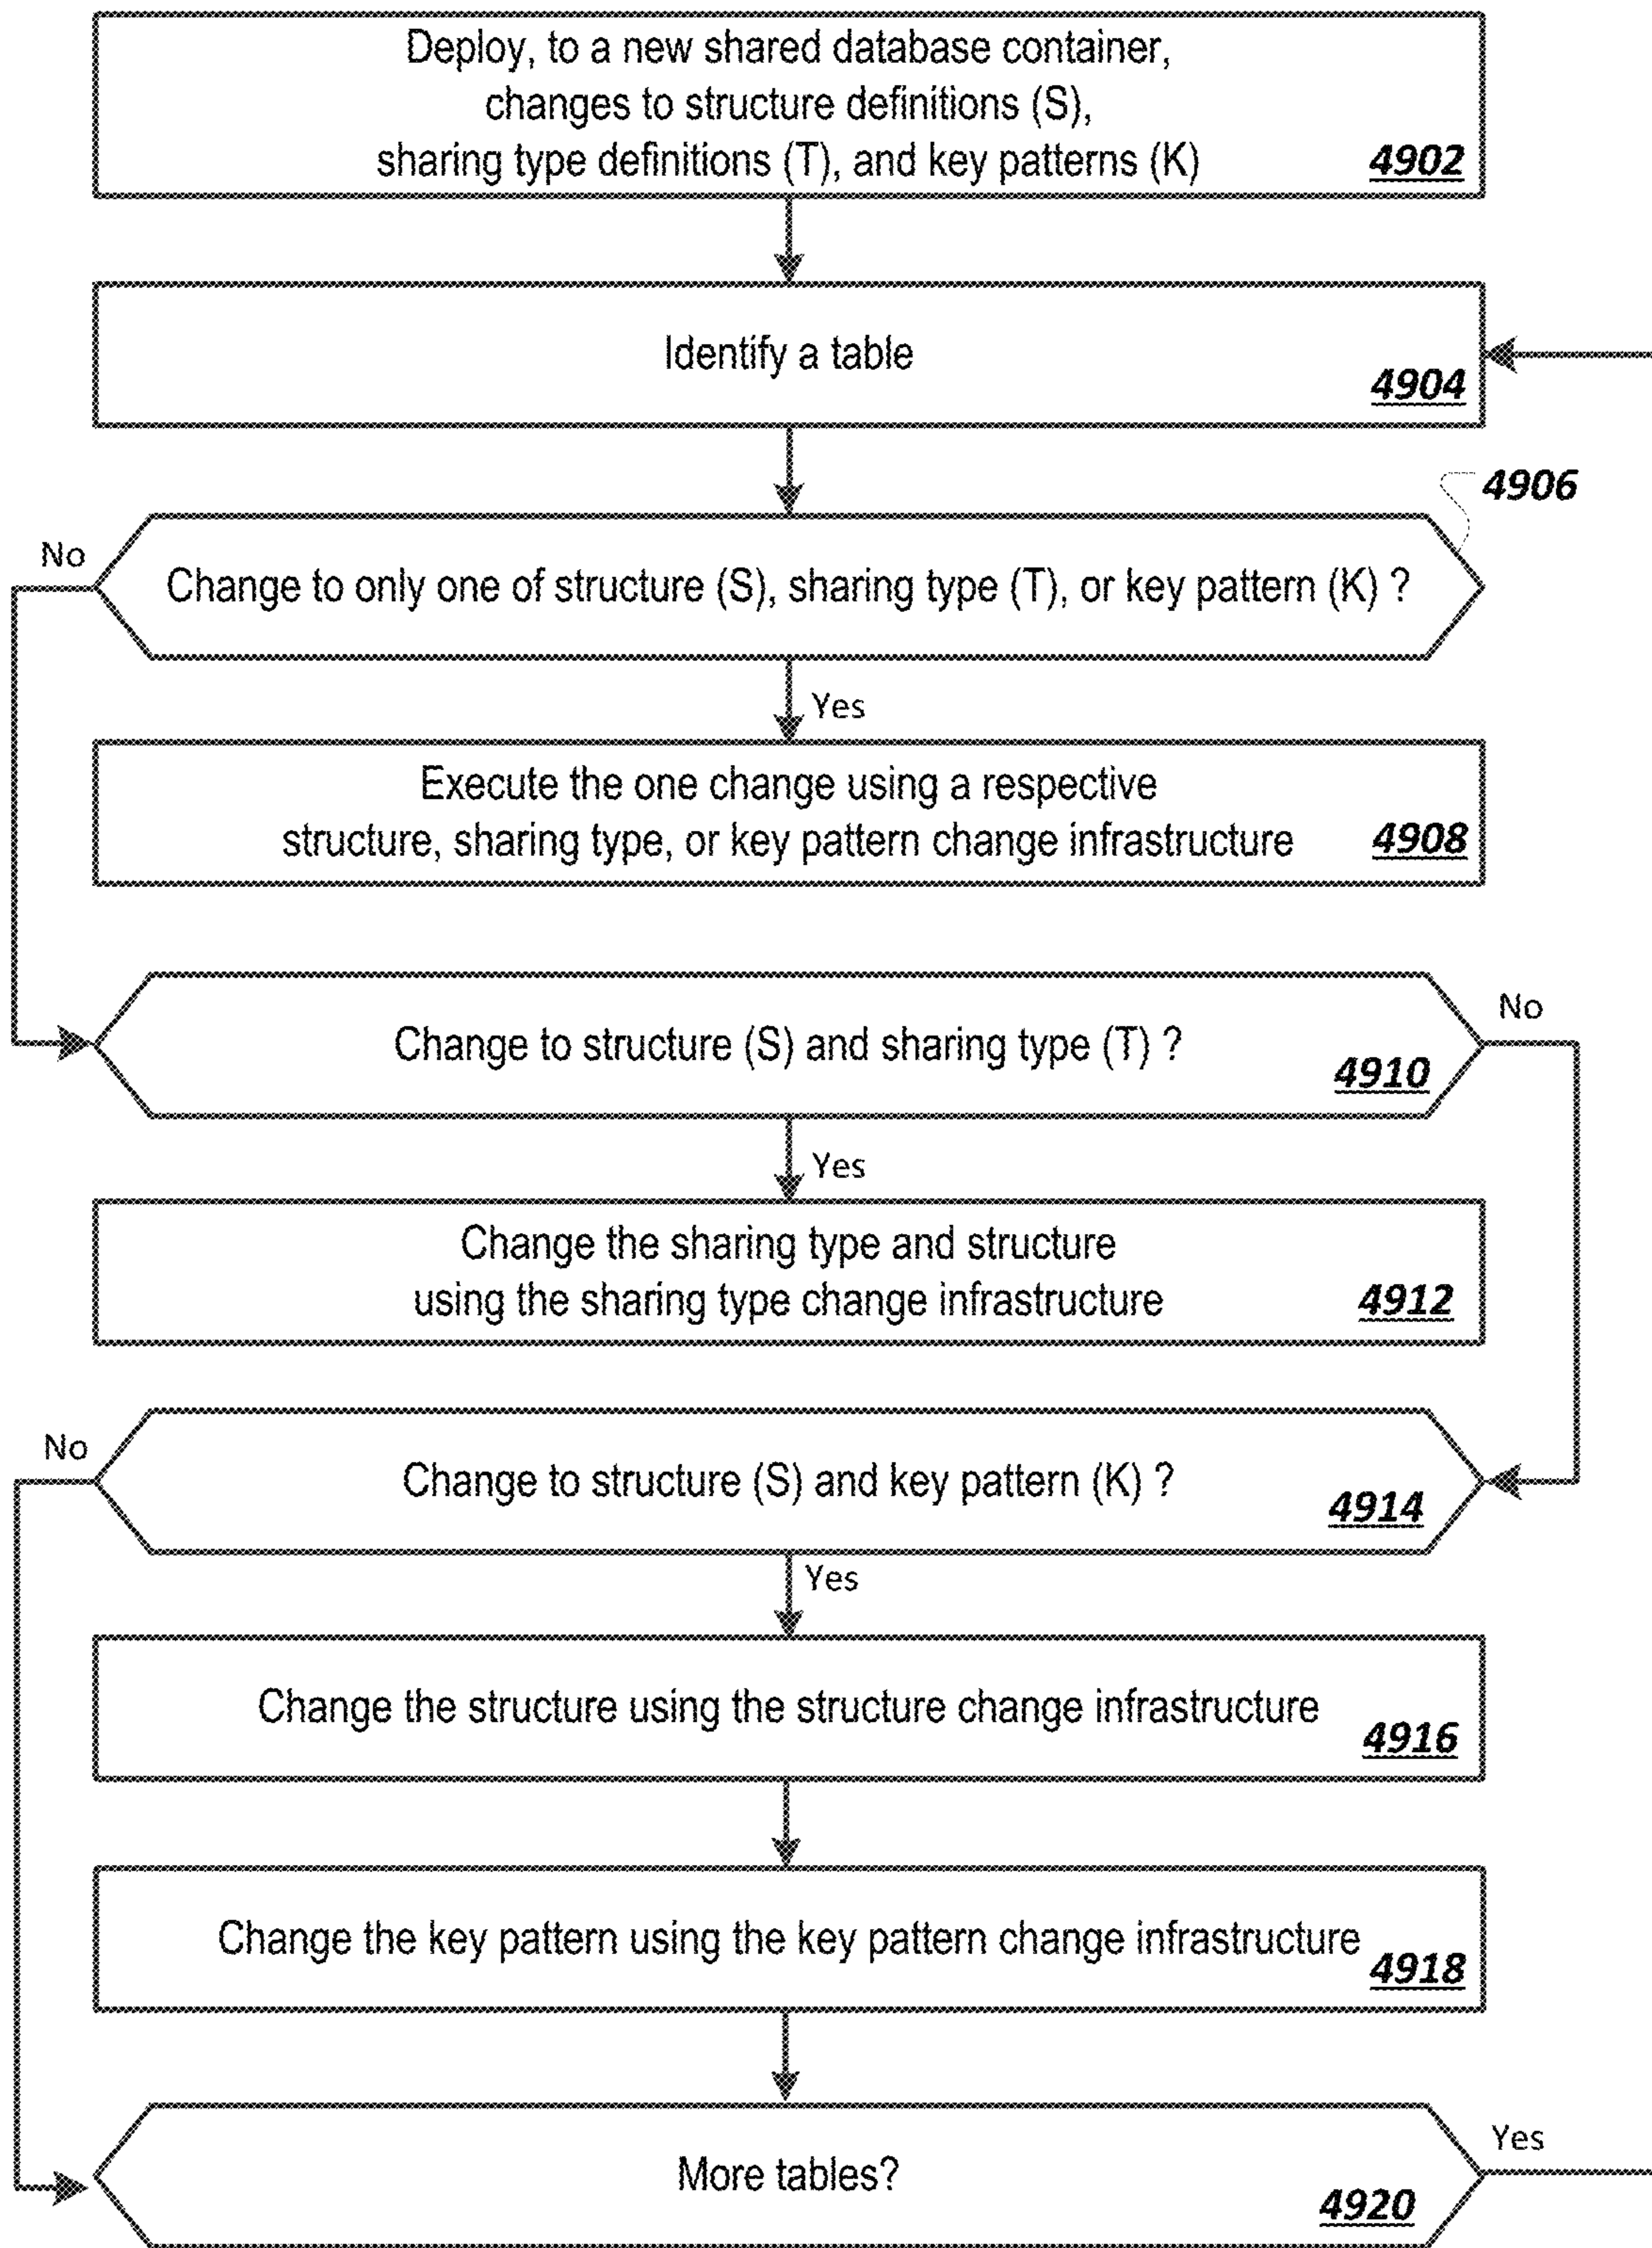 Deploy, to a new shared database container,
changes to structure definitions (S),
sharing type definitions (T), and key patterns (K)
4902
Identify a table
4904
4906
No
Change to only one of structure (S), sharing type (T), or key pattern (K) ?
Yes
Execute the one change using a respective
structure, sharing type, or key pattern change infrastructure
4908
No
Change to structure (S) and sharing type (T) ?
4910
Yes
Change the sharing type and structure
using the sharing type change infrastructure
4912
No
Change to structure (S) and key pattern (K) ?
4914
Yes
Change the structure using the structure change infrastructure
4916
Change the key pattern using the key pattern change infrastructure
4918
Yes
More tables?
4920